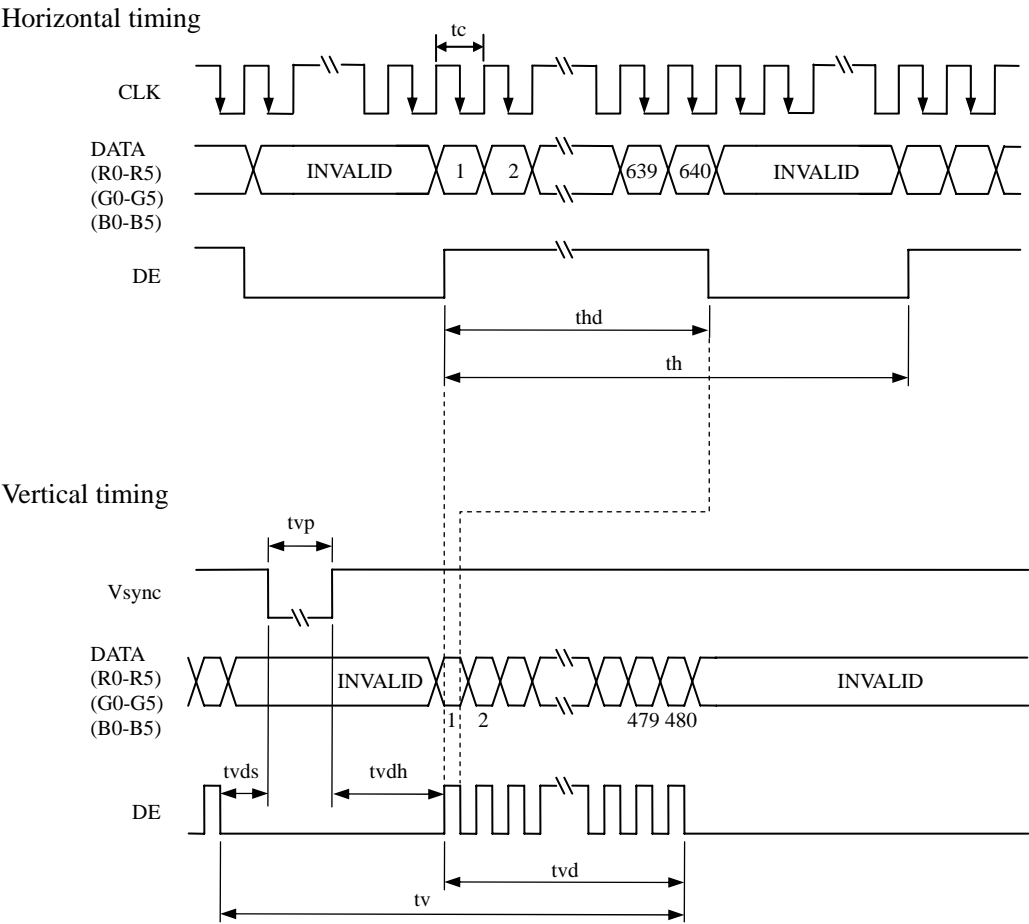 Horizontal timing
tc
CLK
DATA
(R0-R5)
(G0-G5)
(B0-B5)
INVALID 1 2 639 640 INVALID
DE
thd
th
Vertical timing
tvp
Vsync
DATA
(R0-R5)
(G0-G5)
(B0-B5)
INVALID INVALID
1 2 479 480
tvds tvdh
DE
tvd
tv